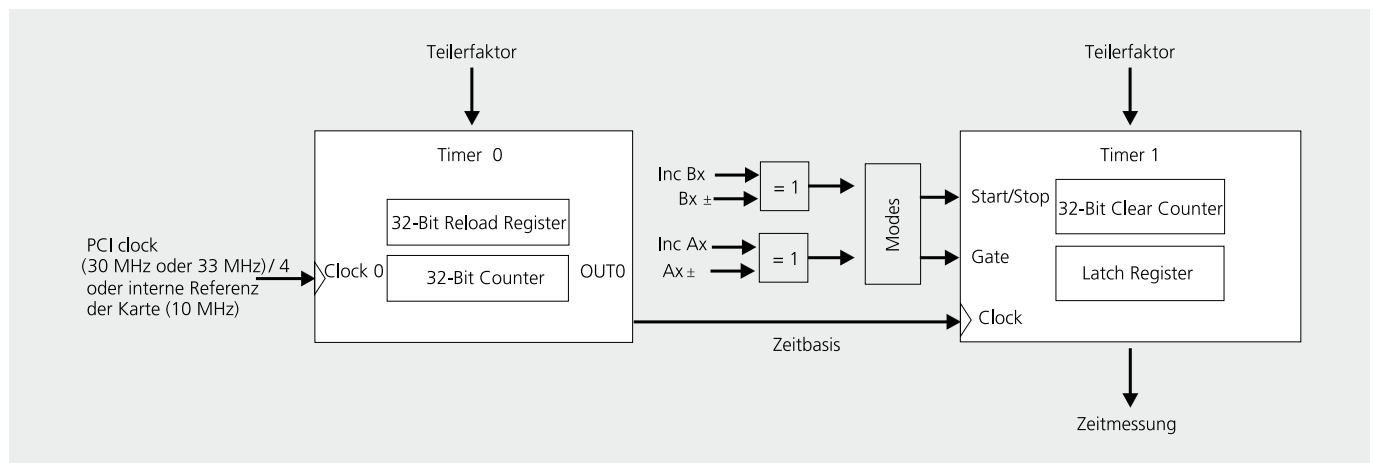 Teilerfaktor
Timer 0
32-Bit Reload Register
32-Bit Counter
PCI clock
(30 MHz oder 33 MHz)/ 4
oder interne Referenz
der Karte (10 MHz)
Clock 0
OUT0
Inc Bx
Bx ±
= 1
Inc Ax
Ax ±
= 1
Modes
Zeitbasis
Teilerfaktor
Timer 1
Start/Stop
32-Bit Clear Counter
Gate
Latch Register
Clock
Zeitmessung